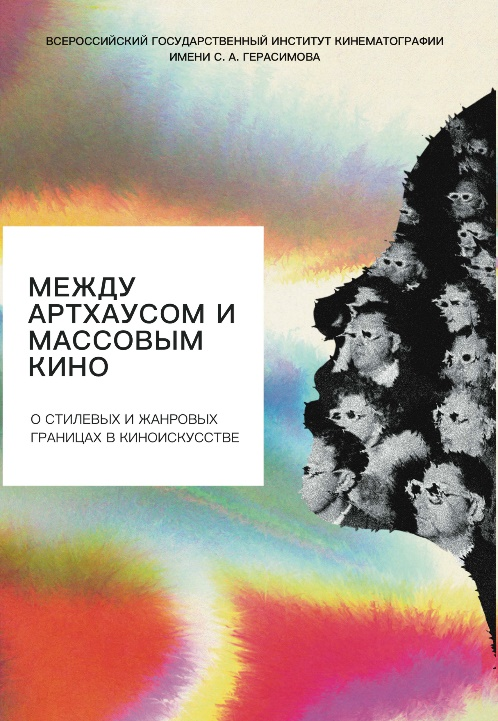 ВСЕРОССИЙСКИЙ ГОСУДАРСТВЕННЫЙ ИНСТИТУТ КИНЕМАТОГРАФИИ
ИМЕНИ С. А. ГЕРАСИМОВА
МЕЖДУ
АРТХАУСОМ И
МАССОВЫМ
КИНО
О СТИЛЕВЫХ И ЖАНРОВЫХ
ГРАНИЦАХ В КИНОИСКУССТВЕ